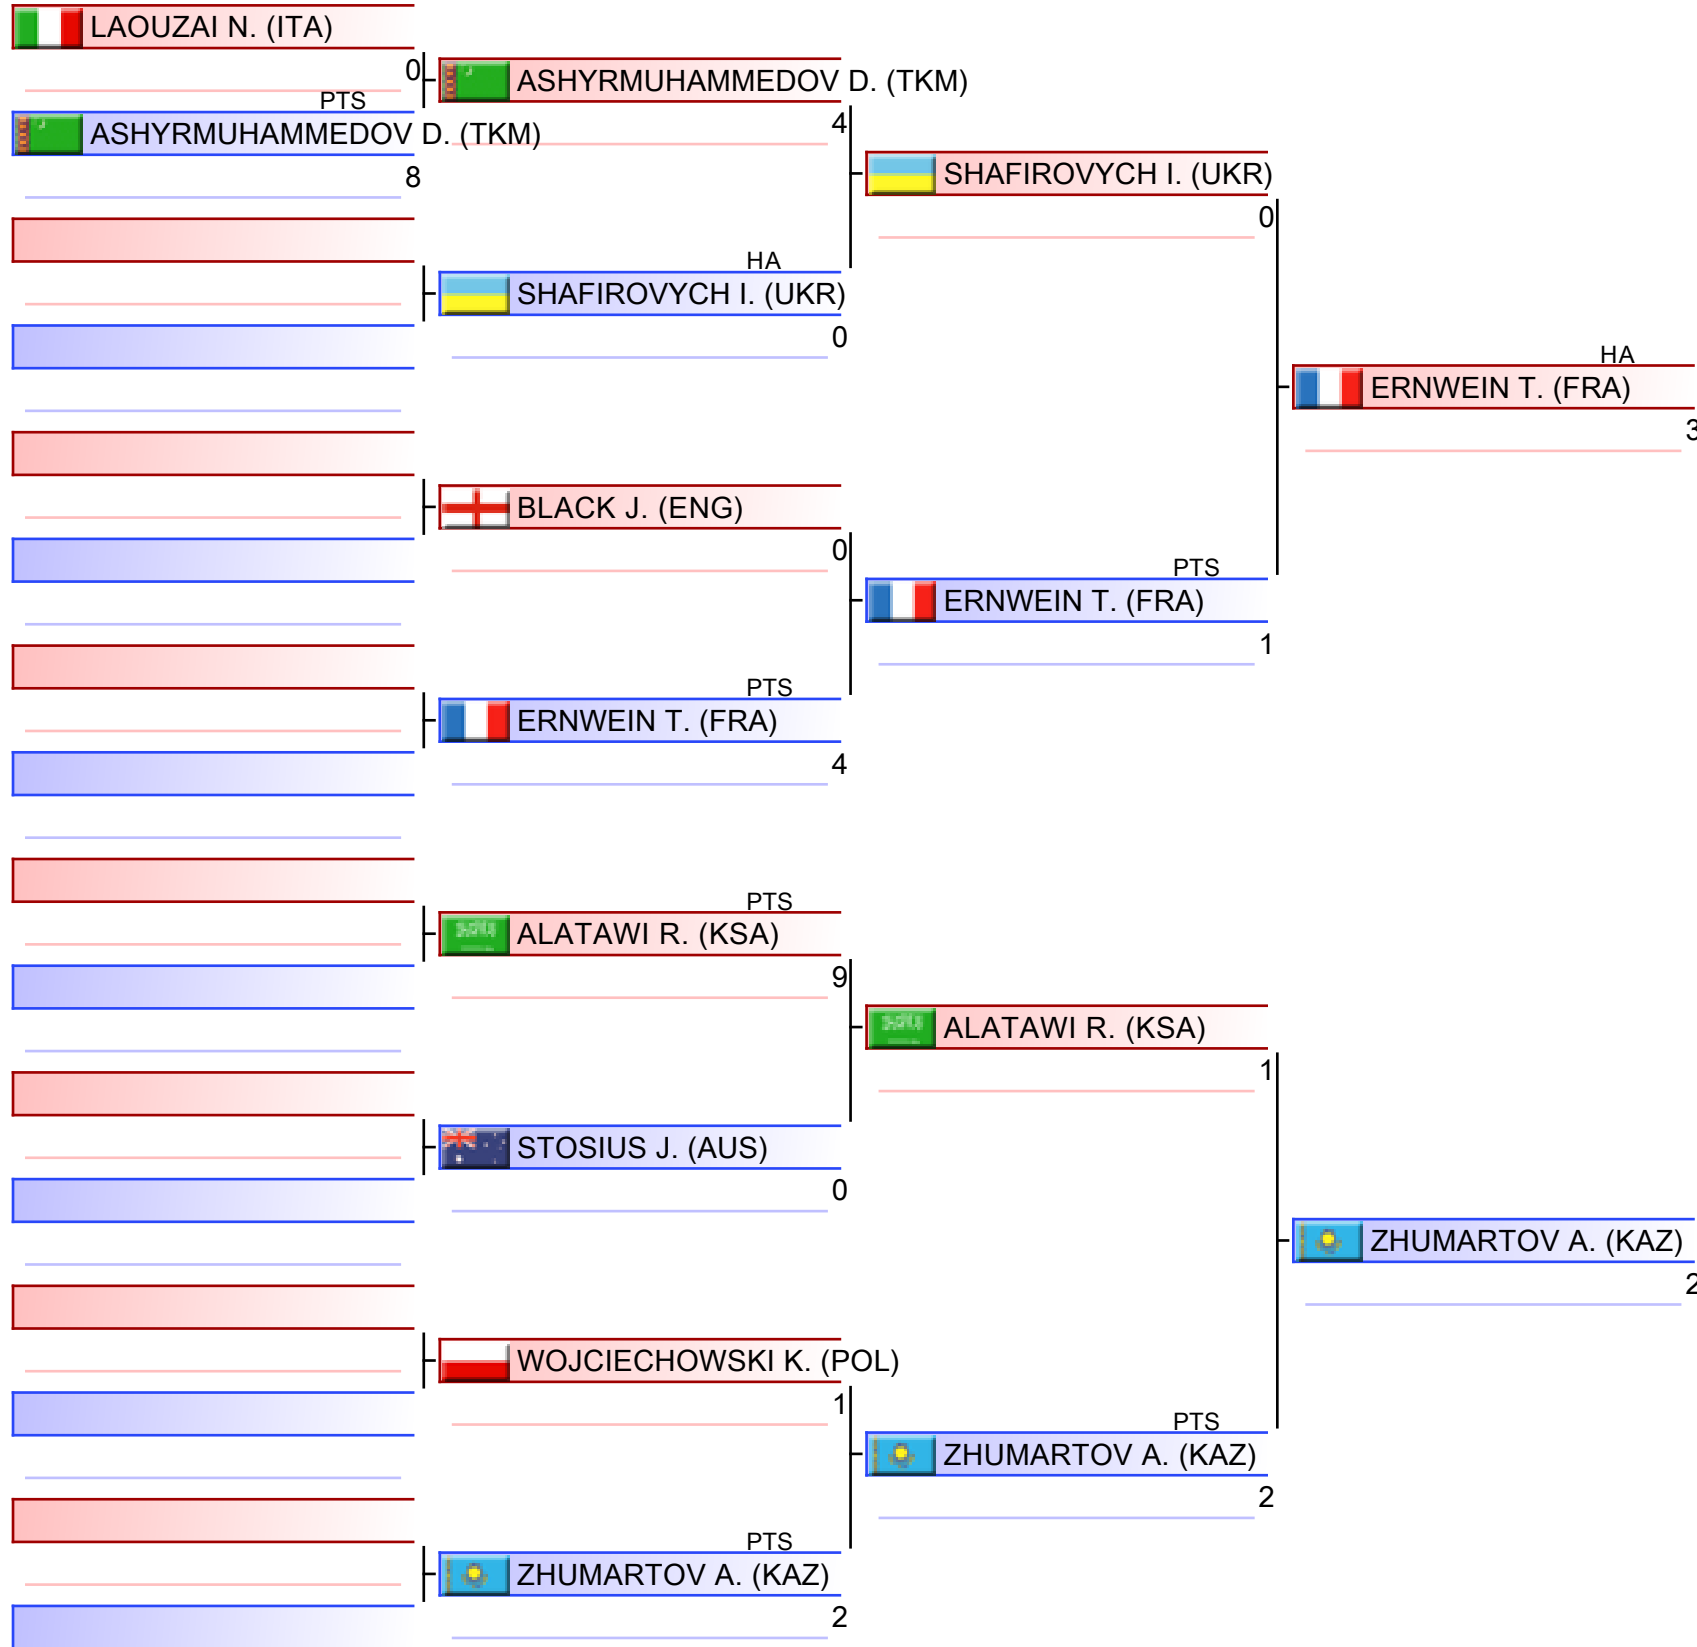 LAOUZAI N. (ITA)
0
PTS
ASHYRMUHAMMEDOV D. (TKM)
8
ASHYRMUHAMMEDOV D. (TKM)
4
HA
SHAFIROVYCH I. (UKR)
0
BLACK J. (ENG)
0
PTS
ERNWEIN T. (FRA)
4
PTS
ALATAWI R. (KSA)
9
STOSIUS J. (AUS)
0
WOJCIECHOWSKI K. (POL)
1
PTS
ZHUMARTOV A. (KAZ)
2
SHAFIROVYCH I. (UKR)
0
PTS
ERNWEIN T. (FRA)
1
ALATAWI R. (KSA)
1
PTS
ZHUMARTOV A. (KAZ)
2
HA
ERNWEIN T. (FRA)
3
ZHUMARTOV A. (KAZ)
2